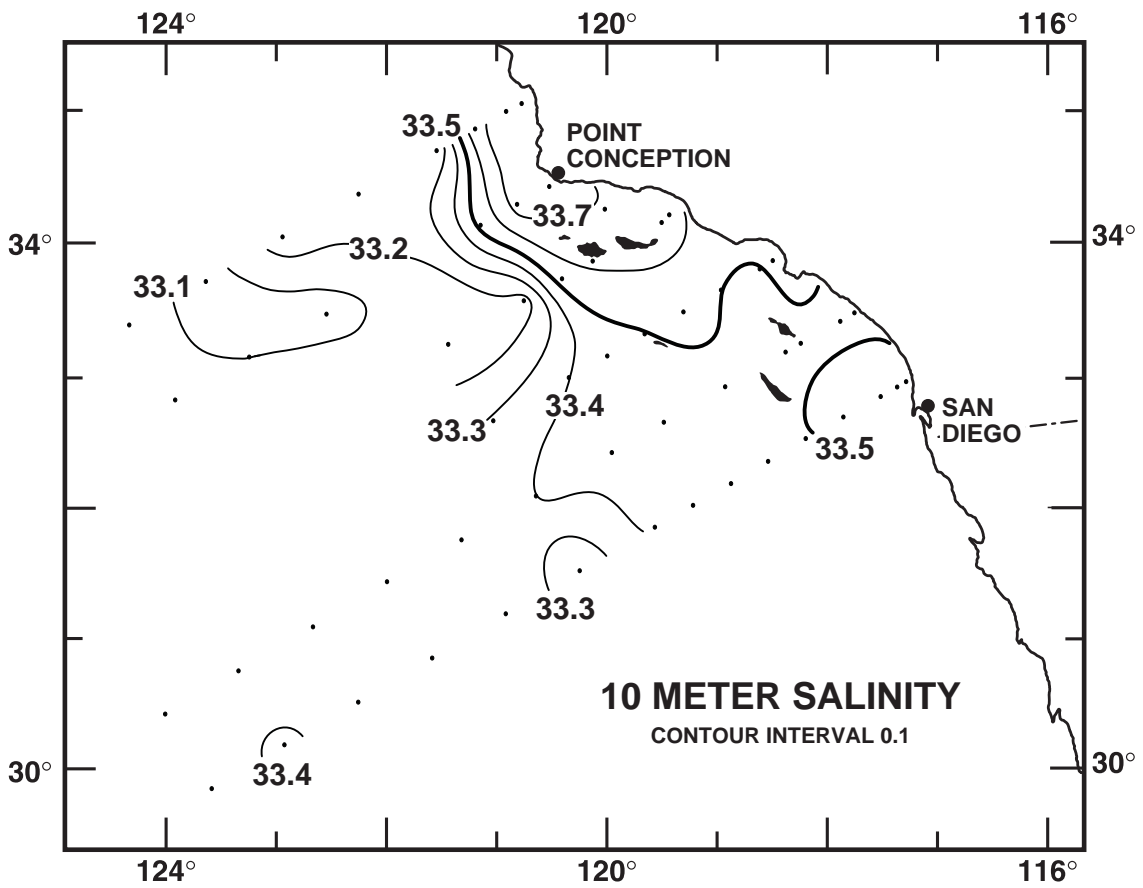 124° 120° 116°
33.5
POINT
CONCEPTION
33.7
34° 33.2 34°
33.1
33.4
33.3
SAN
DIEGO
33.5
33.3
10 METER SALINITY
CONTOUR INTERVAL 0.1
33.4
30° 30°
124° 120° 116°